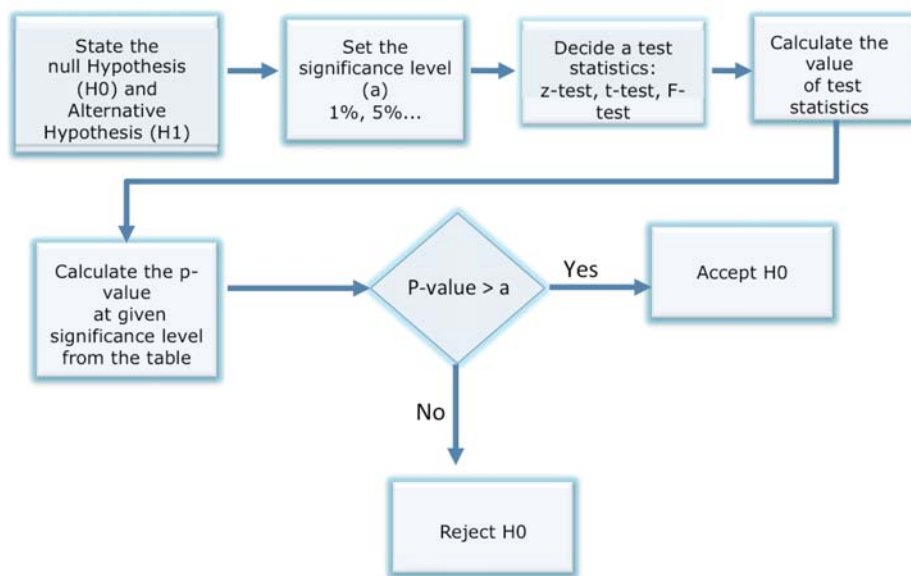 State the
null Hypothesis
(H0) and
Alternative
Hypothesis (H1)
Set the
significance level
(a)
1%, 5%...
Decide a test
statistics:
z-test, t-test, F-
test
Calculate the
value
of test
statistics
Calculate the p-
value
at given
significance level
from the table
P-value > a
Yes
Accept H0
No
Reject H0